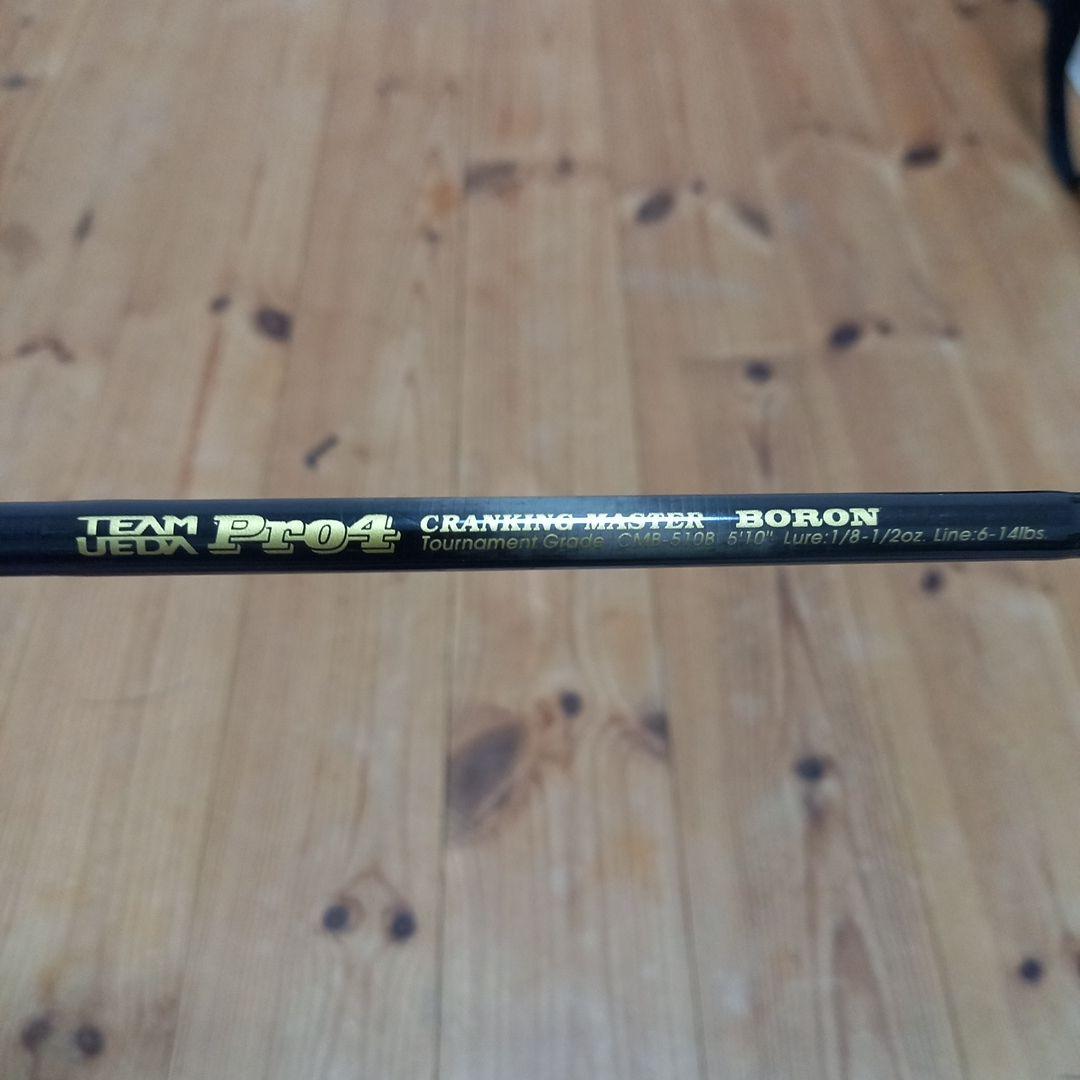 TEAM UEDA Pro4 CRANKING MASTER BORON
Tournament Grade CMB-510B 5'10" Lure:1/8-1/2oz. Line:6-14lbs.